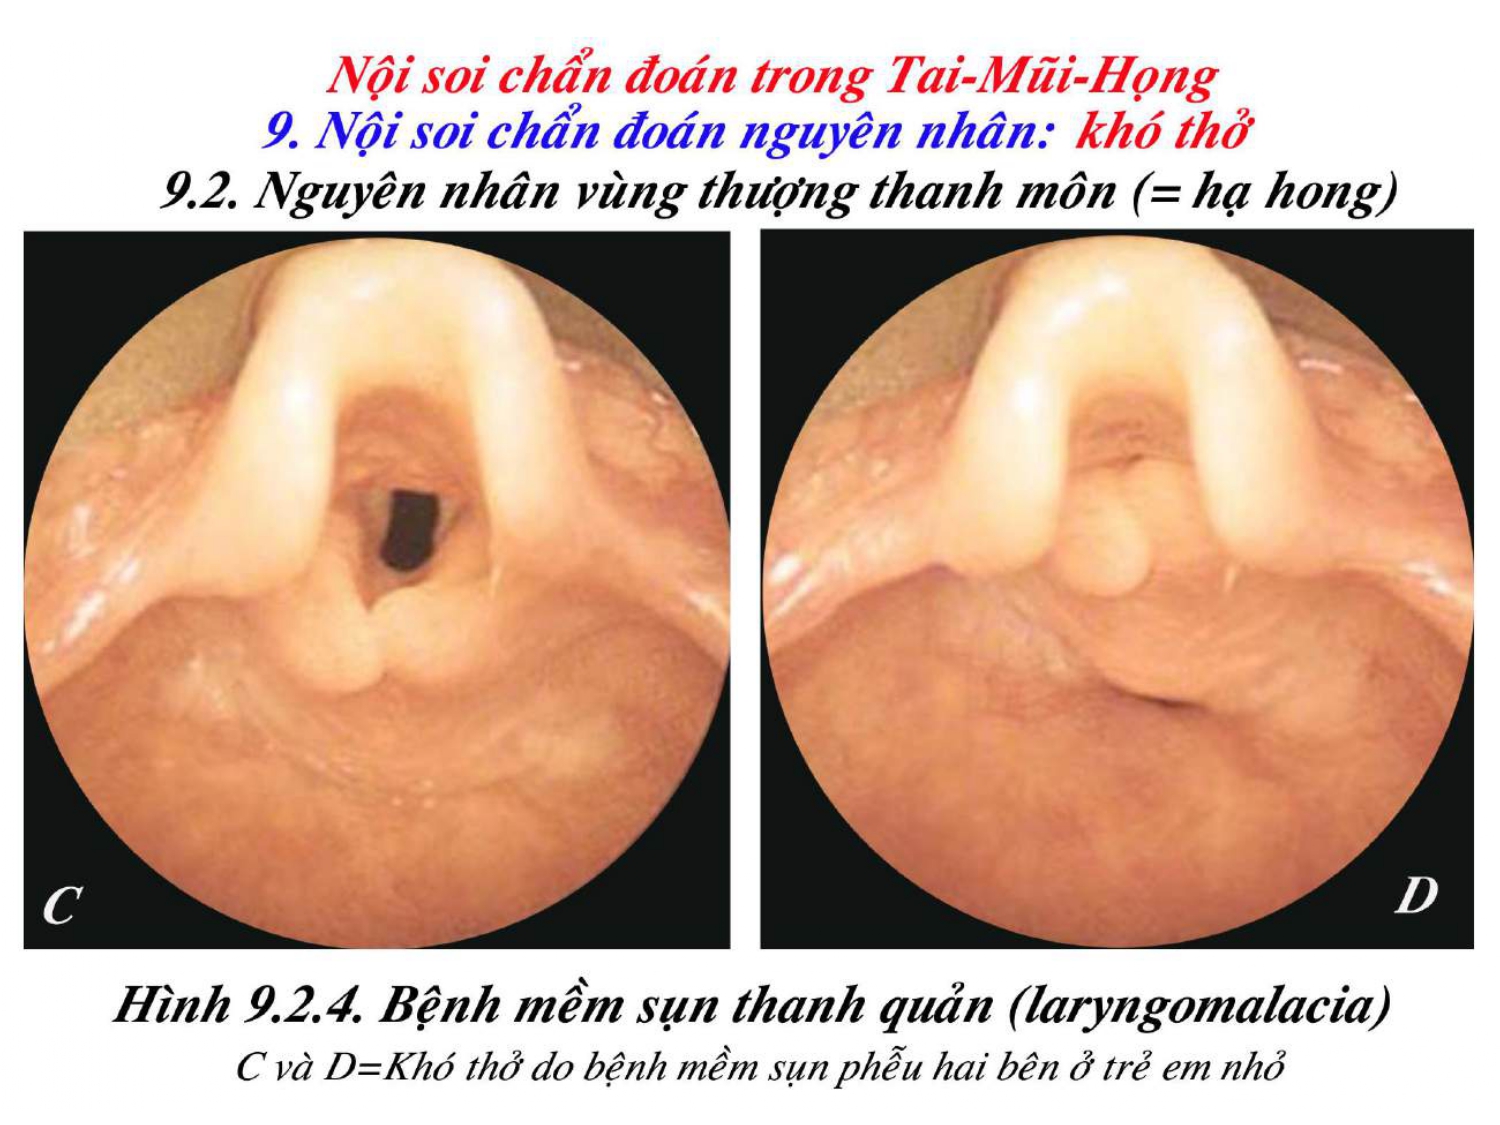 Nội soi chẩn đoán trong Tai-Mũi-Họng
9. Nội soi chẩn đoán nguyên nhân: khó thở
9.2. Nguyên nhân vùng thượng thanh môn (= hạ hong)
C
D
Hình 9.2.4. Bệnh mềm sụn thanh quản (laryngomalacia)
C và D=Khó thở do bệnh mềm sụn phễu hai bên ở trẻ em nhỏ